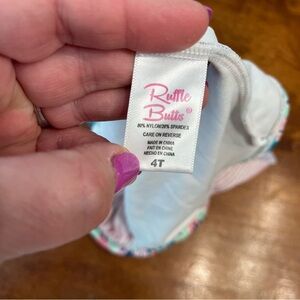 Ruffle
Butts®
80% NYLON/20% SPANDEX
CARE ON REVERSE
MADE IN CHINA
FAIT EN CHINE
HECHO EN CHINA
4T